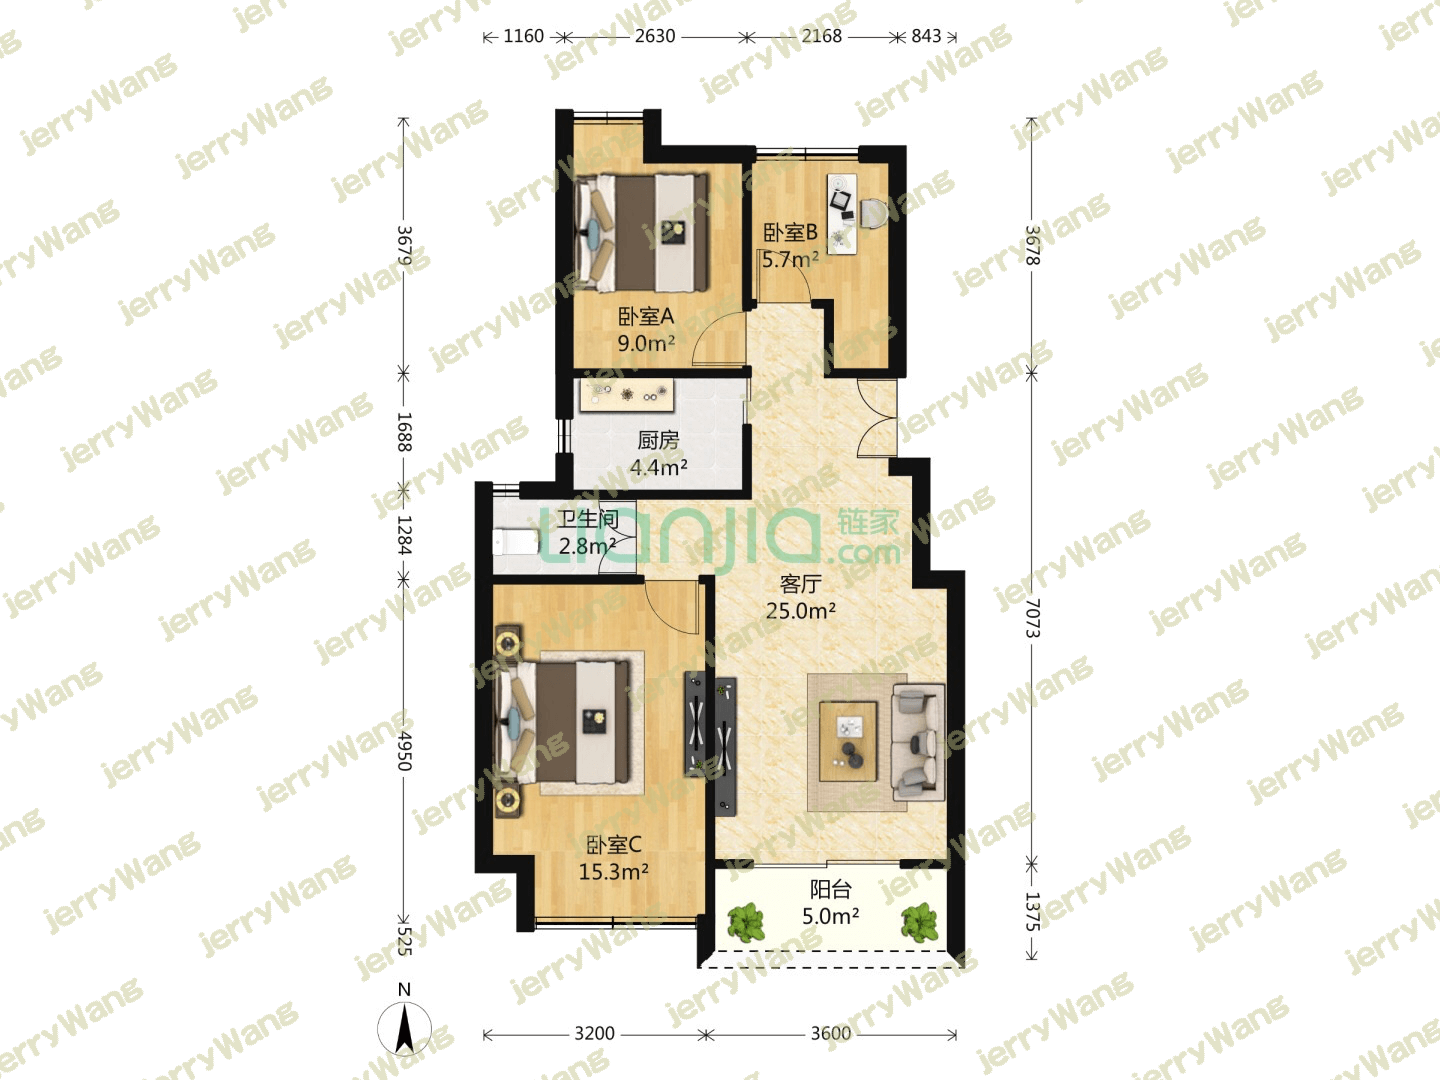 1160 2630 2168 843
3679
3678
卧室B
5.7m²
卧室A
9.0m²
1688
厨房
4.4m²
1284
卫生间
2.8m²
Lianjia 链家
.com
客厅
25.0m²
7073
4950
卧室C
15.3m²
阳台
5.0m²
1375
525
N
3200 3600
jerryWang